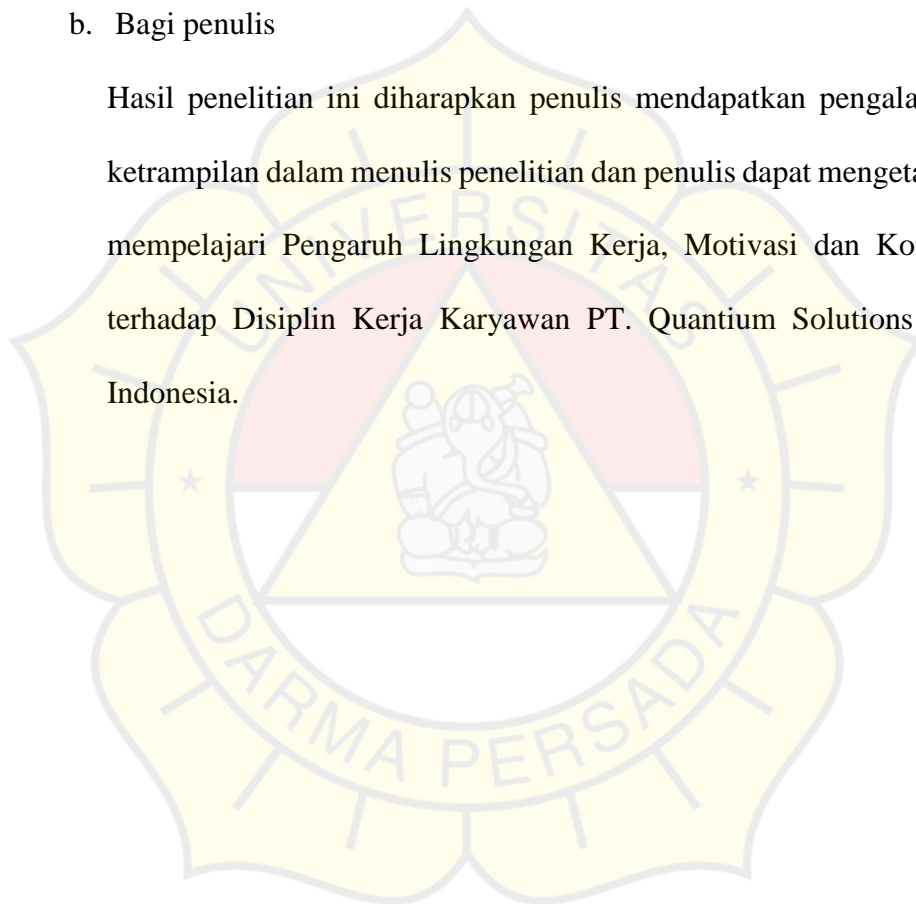 b. Bagi penulis
Hasil penelitian ini diharapkan penulis mendapatkan
ketrampilan dalam menulis penelitian dan penulis dapat
mempelajari Pengaruh Lingkungan Kerja, Motivasi dan
terhadap Disiplin Kerja Karyawan PT. Quantium Solutions
Indonesia.
UNIVERSITAS
DARMA PERSADA